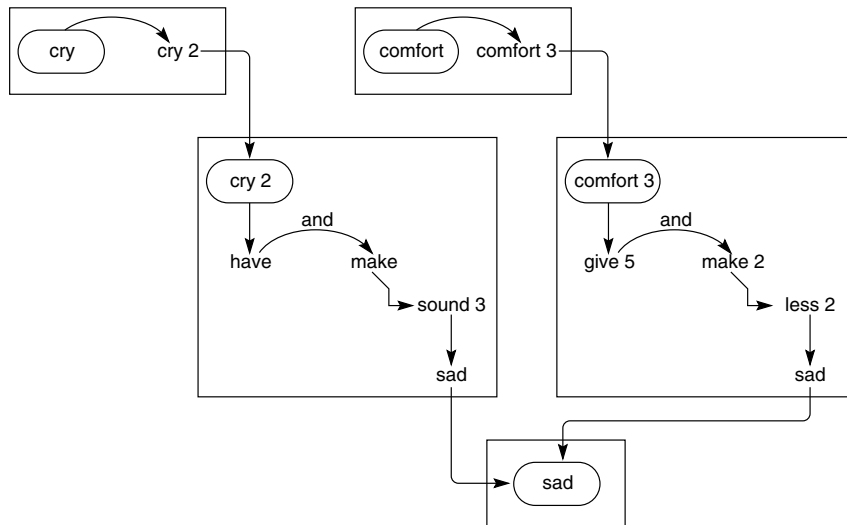 cry
cry 2
comfort
comfort 3
cry 2
and
have
make
sound 3
sad
comfort 3
and
give 5
make 2
less 2
sad
sad